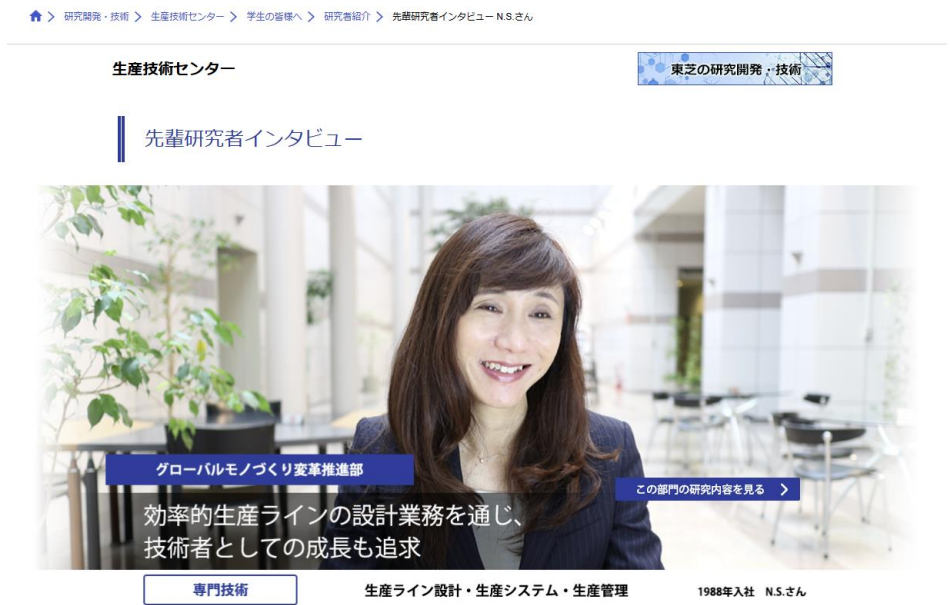 研究開発・技術 > 生産技術センター > 学生の皆様へ > 研究者紹介 > 先輩研究者インタビュー N.S.さん
生産技術センター
東芝の研究開発・技術
先輩研究者インタビュー
グローバルモノづくり変革推進部
この部門の研究内容を見る >
効率的生産ラインの設計業務を通じ、
技術者としての成長も追求
専門技術 生産ライン設計・生産システム・生産管理 1988年入社 N.S.さん